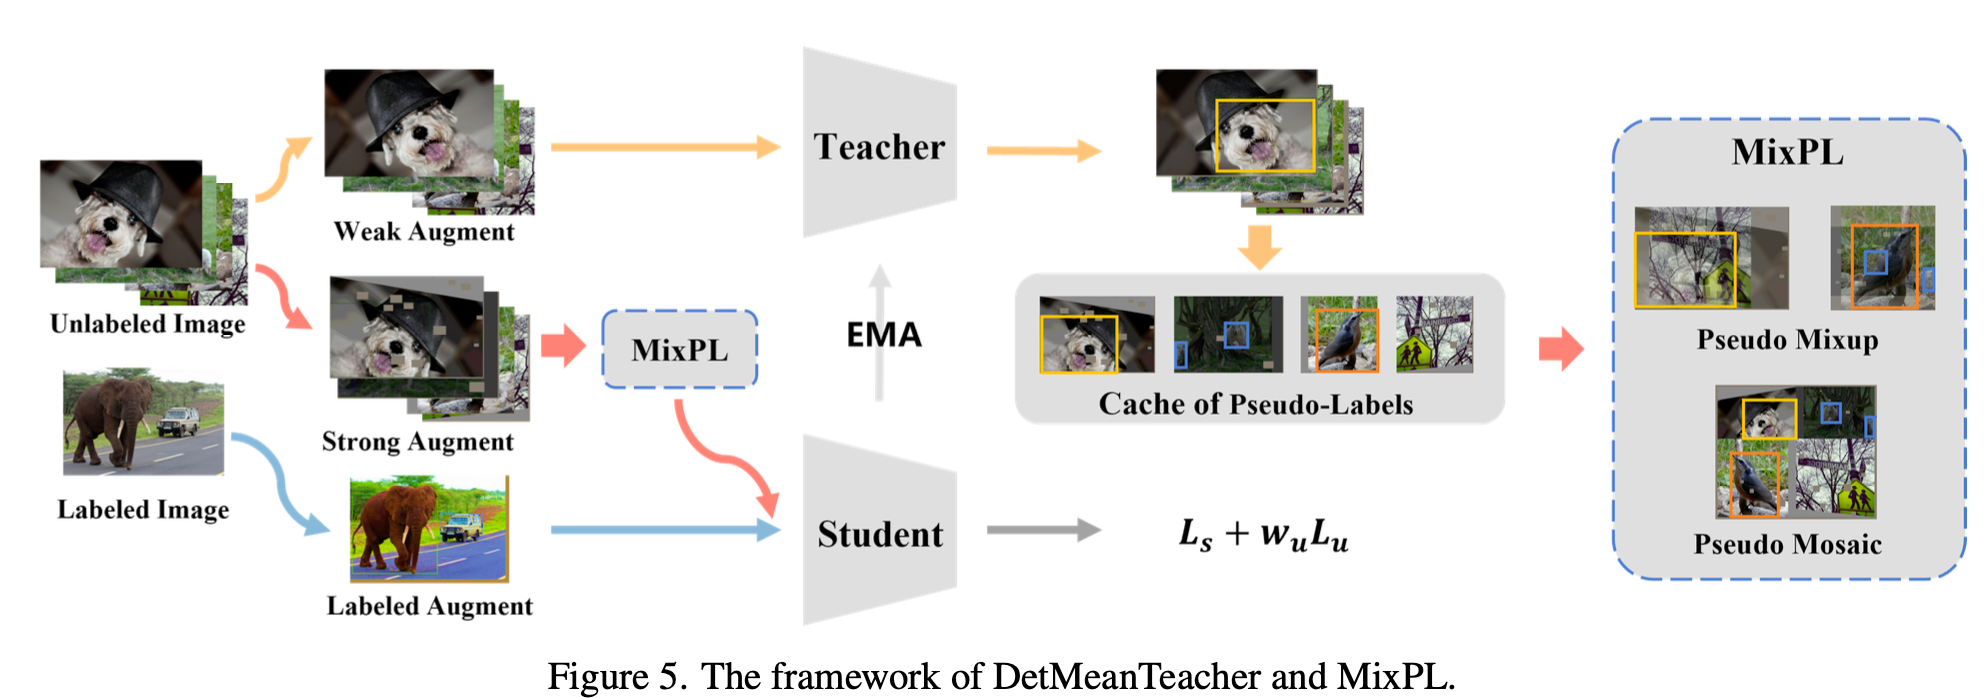 Unlabeled Image
Labeled Image
Weak Augment
Strong Augment
Labeled Augment
MixPL
Teacher
EMA
Student
Cache of Pseudo-Labels
L_s + w_u L_u
MixPL
Pseudo Mixup
Pseudo Mosaic
Figure 5. The framework of DetMeanTeacher and MixPL.